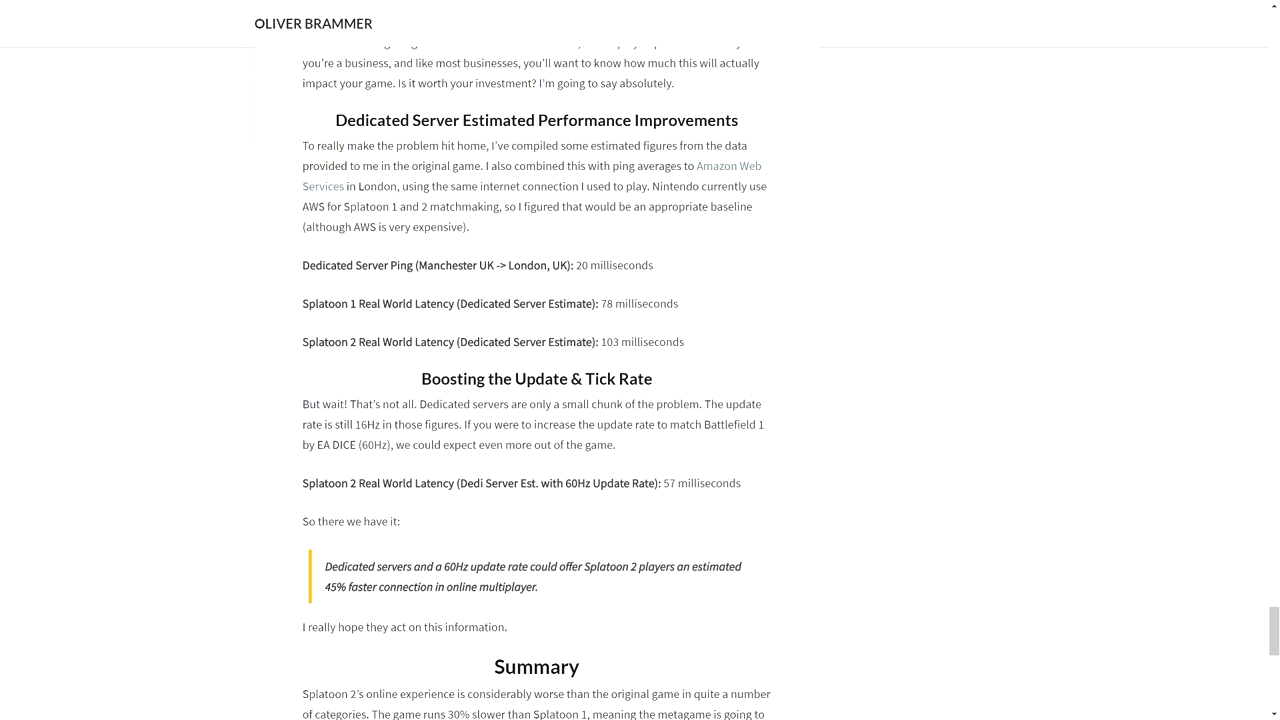 OLIVER BRAMMER
you're a business, and like most businesses, you'll want to know how much this will actually
impact your game. Is it worth your investment? I'm going to say absolutely.
Dedicated Server Estimated Performance Improvements
To really make the problem hit home, I've compiled some estimated figures from the data
provided to me in the original game. I also combined this with ping averages to Amazon Web
Services in London, using the same internet connection I used to play. Nintendo currently use
AWS for Splatoon 1 and 2 matchmaking, so I figured that would be an appropriate baseline
(although AWS is very expensive).
Dedicated Server Ping (Manchester UK -> London, UK): 20 milliseconds
Splatoon 1 Real World Latency (Dedicated Server Estimate): 78 milliseconds
Splatoon 2 Real World Latency (Dedicated Server Estimate): 103 milliseconds
Boosting the Update & Tick Rate
But wait! That's not all. Dedicated servers are only a small chunk of the problem. The update
rate is still 16Hz in those figures. If you were to increase the update rate to match Battlefield 1
by EA DICE (60Hz), we could expect even more out of the game.
Splatoon 2 Real World Latency (Dedi Server Est. with 60Hz Update Rate): 57 milliseconds
So there we have it:
Dedicated servers and a 60Hz update rate could offer Splatoon 2 players an estimated
45% faster connection in online multiplayer.
I really hope they act on this information.
Summary
Splatoon 2's online experience is considerably worse than the original game in quite a number
of categories. The game runs 30% slower than Splatoon 1, meaning the metagame is going to